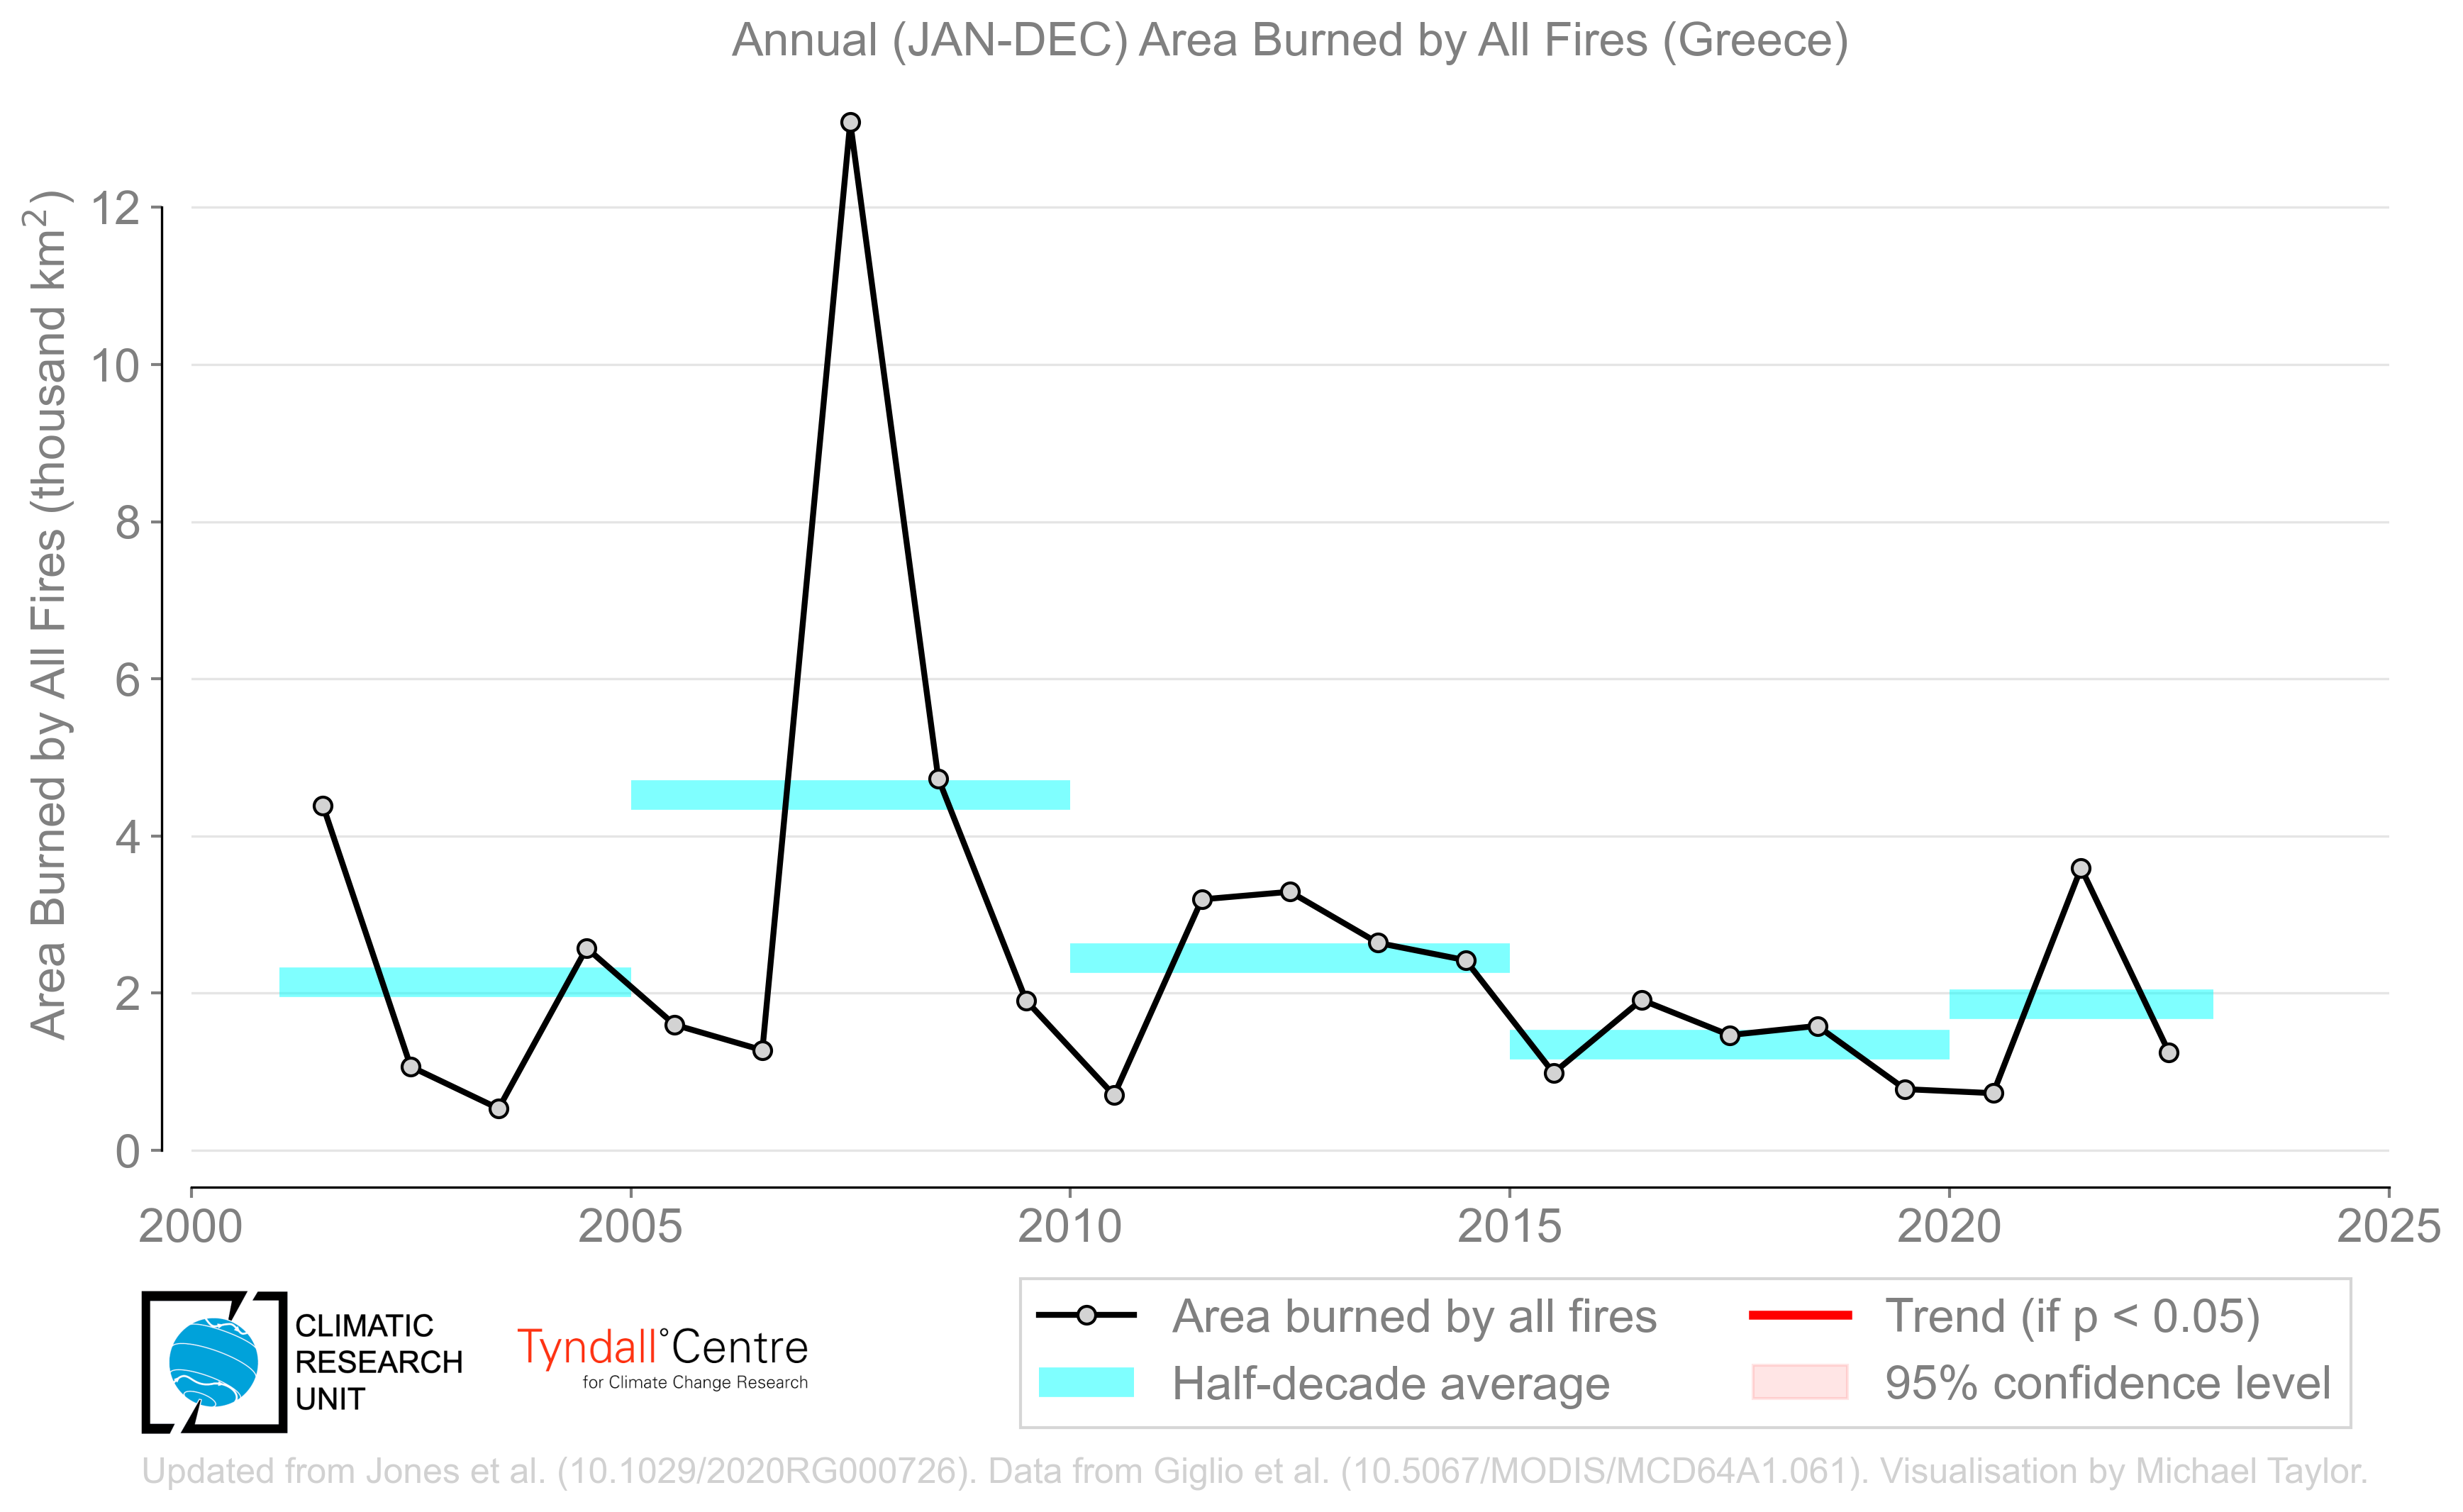 Annual (JAN-DEC) Area Burned by All Fires (Greece)
Area Burned by All Fires (thousand km²)
12
10
8
6
4
2
0
2000 2005 2010 2015 2020 2025
CLIMATIC
RESEARCH
UNIT
Tyndall°Centre
for Climate Change Research
Area burned by all fires
Trend (if p < 0.05)
Half-decade average
95% confidence level
Updated from Jones et al. (10.1029/2020RG000726). Data from Giglio et al. (10.5067/MODIS/MCD64A1.061). Visualisation by Michael Taylor.